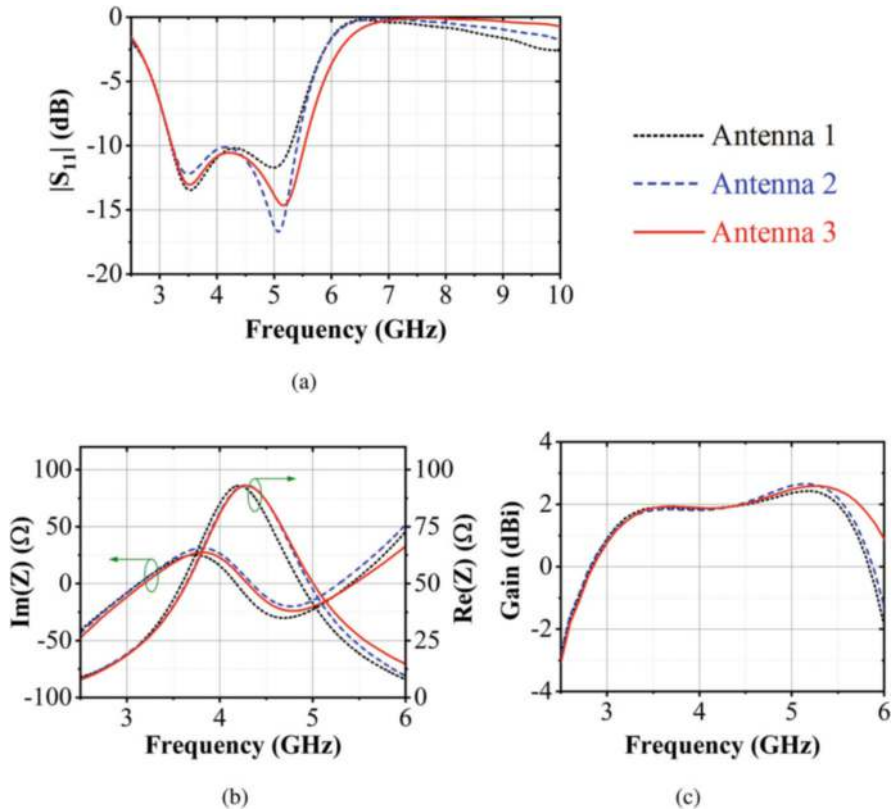 0
-5
-10
-15
-20
|S11| (dB)
3 4 5 6 7 8 9 10
Frequency (GHz)
(a)
Antenna 1
Antenna 2
Antenna 3
100
50
0
-50
-100
Im(Z) (Ω)
100
75
50
25
0
Re(Z) (Ω)
3 4 5 6
Frequency (GHz)
(b)
4
2
0
-2
-4
Gain (dBi)
3 4 5 6
Frequency (GHz)
(c)